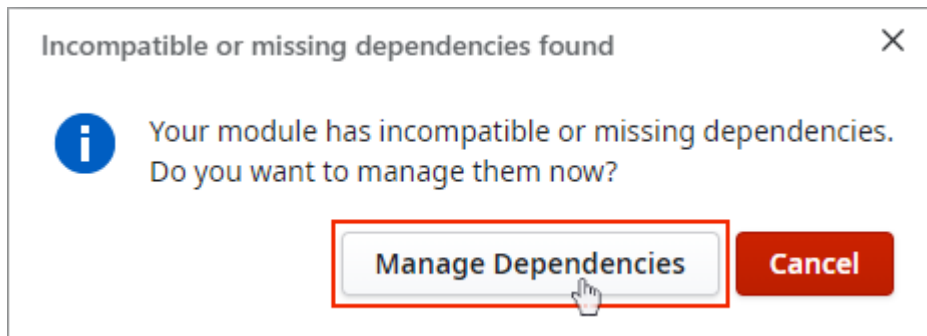 Incompatible or missing dependencies found
Your module has incompatible or missing dependencies.
Do you want to manage them now?
Manage Dependencies
Cancel